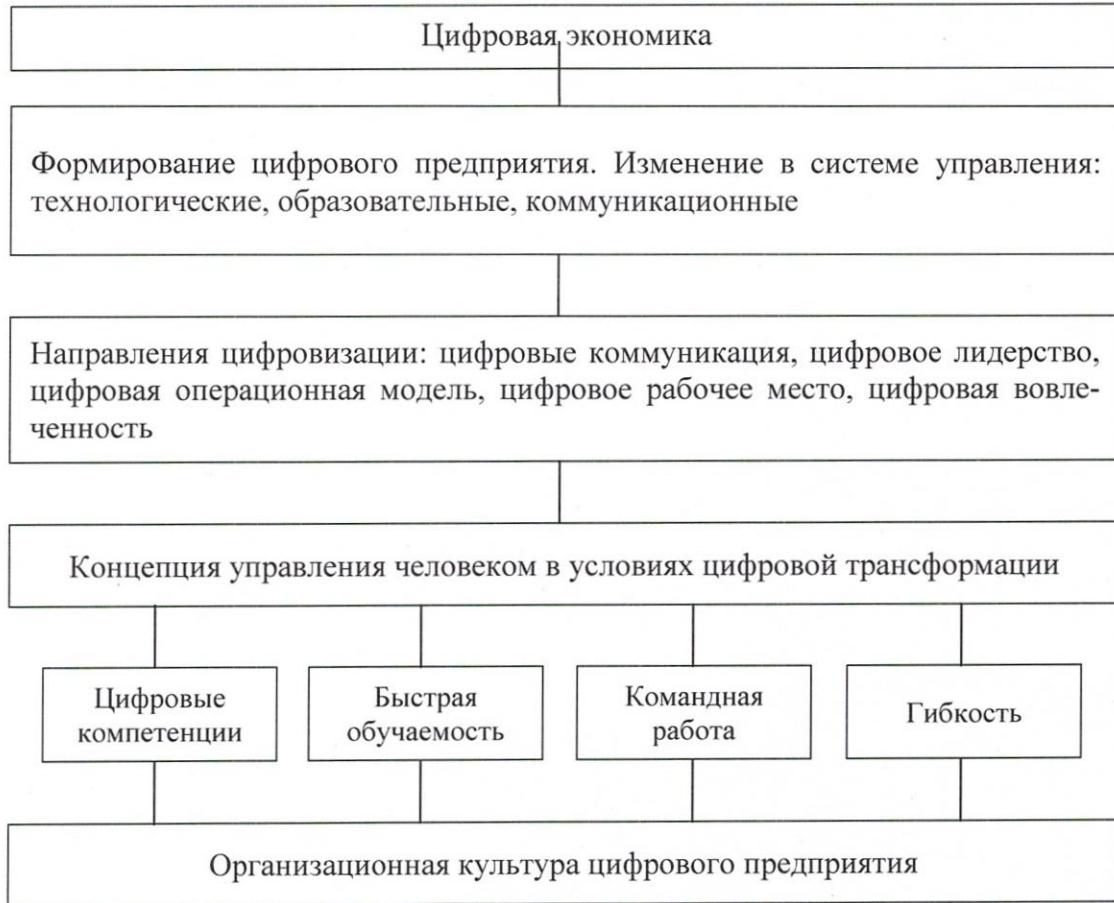 Цифровая экономика
Формирование цифрового предприятия. Изменение в системе управления:
технологические, образовательные, коммуникационные
Направления цифровизации: цифровые коммуникация, цифровое лидерство,
цифровая операционная модель, цифровое рабочее место, цифровая вовле-
ченность
Концепция управления человеком в условиях цифровой трансформации
Цифровые
компетенции
Быстрая
обучаемость
Командная
работа
Гибкость
Организационная культура цифрового предприятия